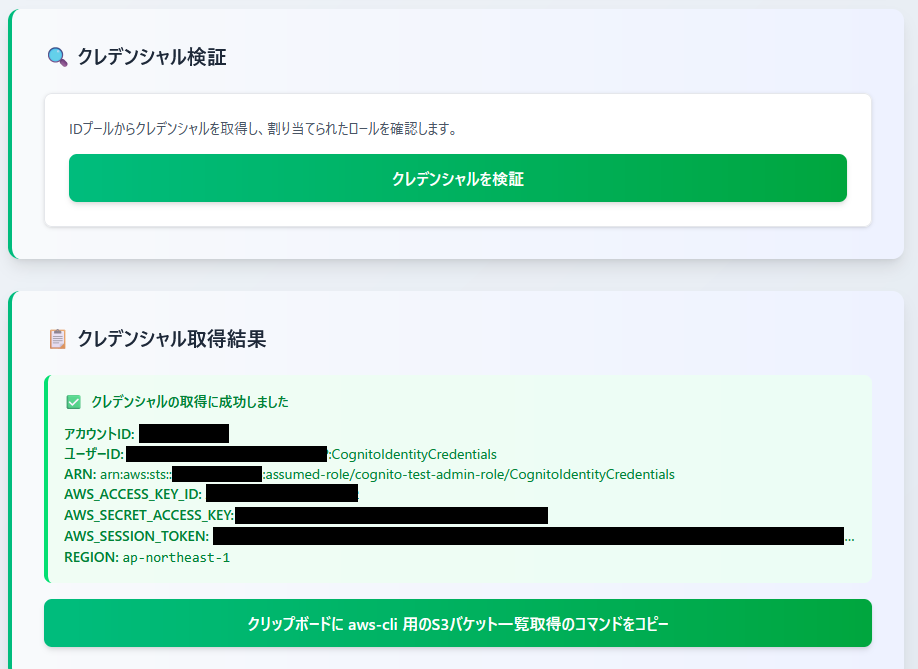 クレデンシャル検証
IDプールからクレデンシャルを取得し、割り当てられたロールを確認します。
クレデンシャルを検証
クレデンシャル取得結果
クレデンシャルの取得に成功しました
アカウントID:
ユーザーID: :CognitoIdentityCredentials
ARN: arn:aws:sts:: :assumed-role/cognito-test-admin-role/CognitoIdentityCredentials
AWS_ACCESS_KEY_ID:
AWS_SECRET_ACCESS_KEY:
AWS_SESSION_TOKEN: ...
REGION: ap-northeast-1
クリップボードに aws-cli 用のS3バケット一覧取得のコマンドをコピー